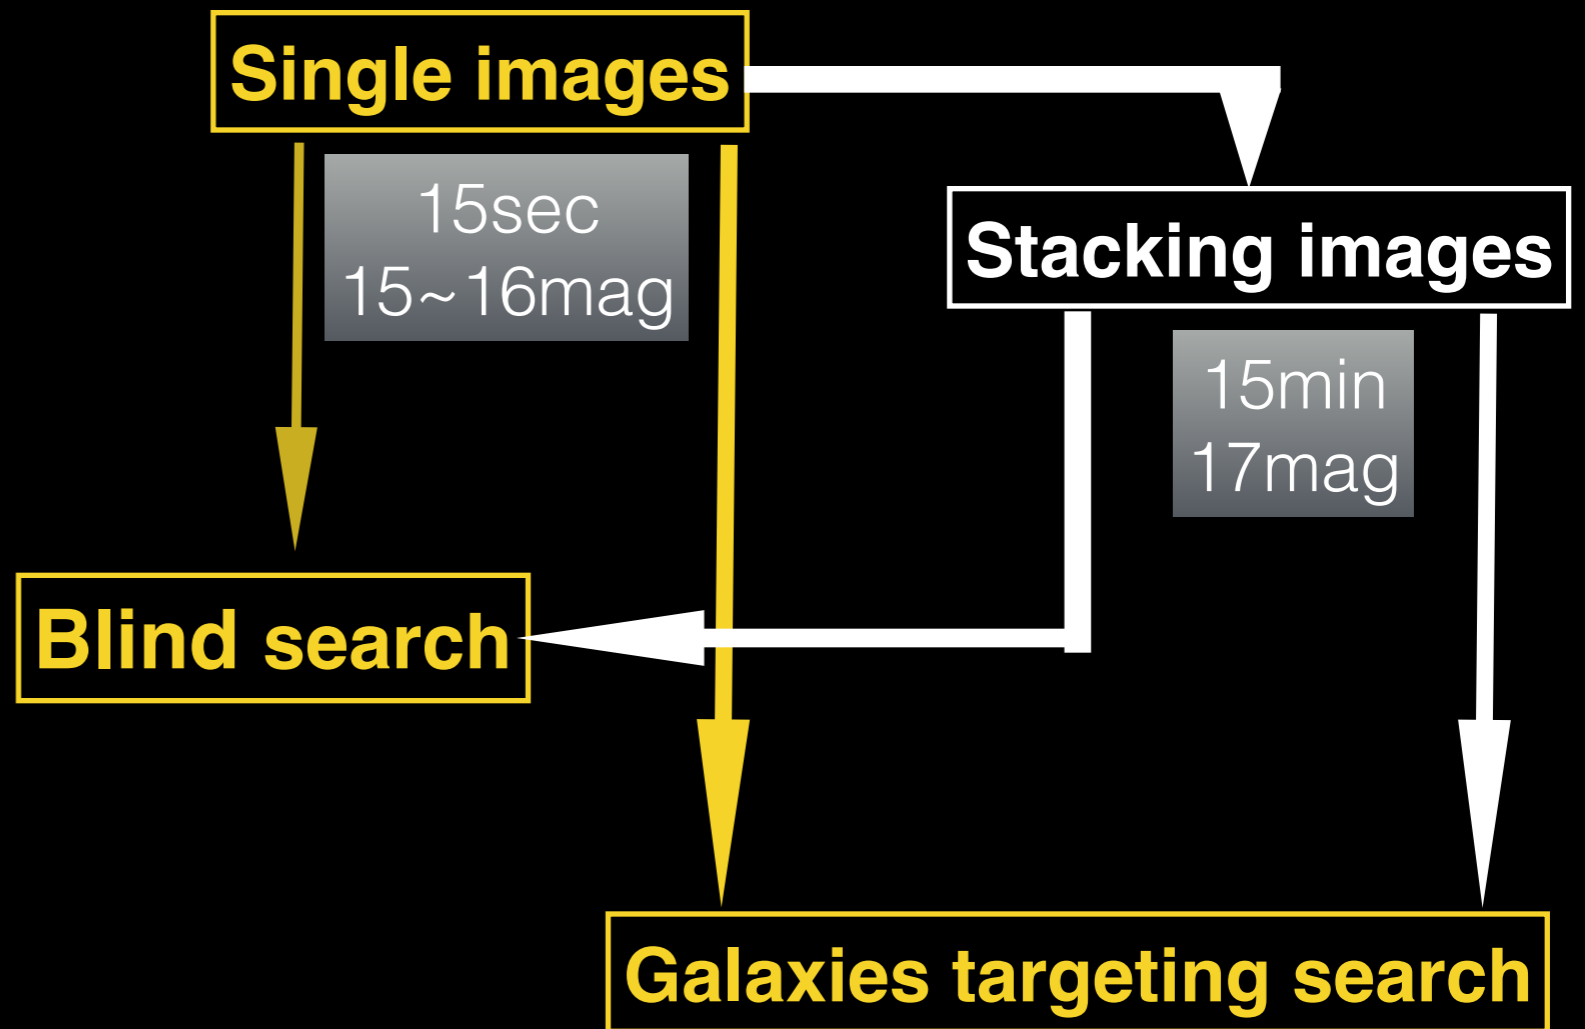 Single images
15sec
15~16mag
Stacking images
15min
17mag
Blind search
Galaxies targeting search